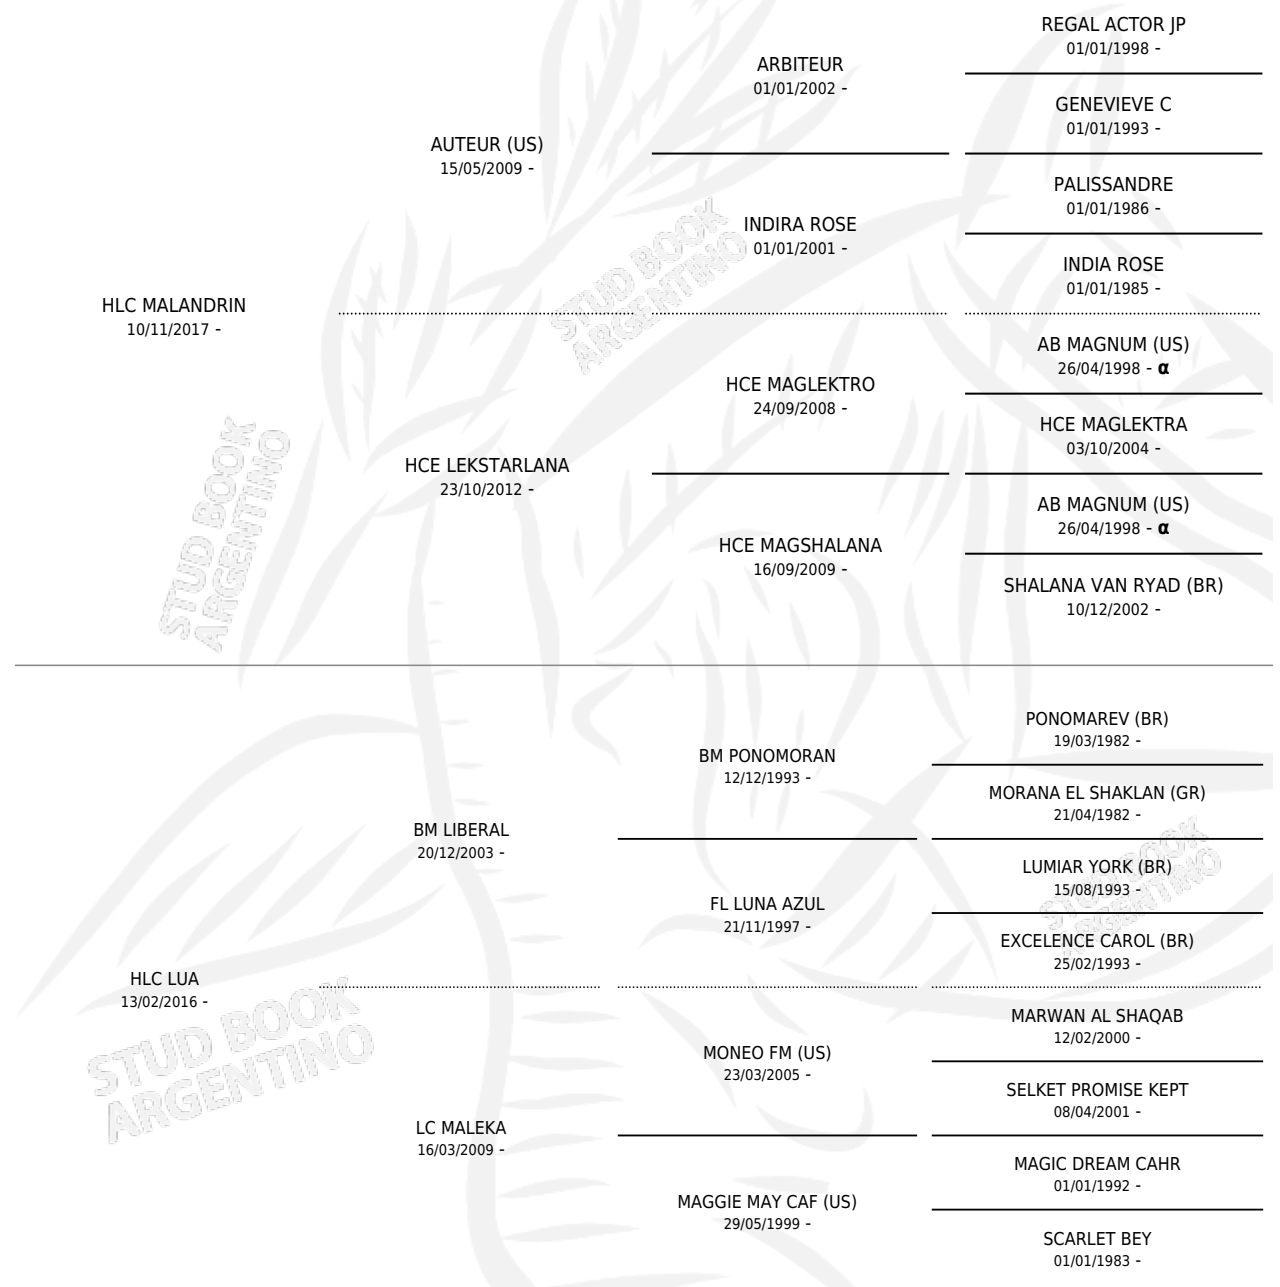 REGAL ACTOR JP
01/01/1998 -
ARBITEUR
01/01/2002 -
GENEVIEVE C
01/01/1993 -
AUTEUR (US)
15/05/2009 -
PALISSANDRE
01/01/1986 -
INDIRA ROSE
01/01/2001 -
INDIA ROSE
01/01/1985 -
HLC MALANDRIN
10/11/2017 -
AB MAGNUM (US)
26/04/1998 - α
HCE MAGLEKTRO
24/09/2008 -
HCE MAGLEKTRA
03/10/2004 -
HCE LEKSTARLANA
23/10/2012 -
AB MAGNUM (US)
26/04/1998 - α
HCE MAGSHALANA
16/09/2009 -
SHALANA VAN RYAD (BR)
10/12/2002 -
STUD BOOK
ARGENTINO
STUD BOOK
ARGENTINO
PONOMAREV (BR)
19/03/1982 -
BM PONOMORAN
12/12/1993 -
MORANA EL SHAKLAN (GR)
21/04/1982 -
BM LIBERAL
20/12/2003 -
LUMIAR YORK (BR)
15/08/1993 -
FL LUNA AZUL
21/11/1997 -
EXCELENCE CAROL (BR)
25/02/1993 -
HLC LUA
13/02/2016 -
MARWAN AL SHAQAB
12/02/2000 -
MONEO FM (US)
23/03/2005 -
SELKET PROMISE KEPT
08/04/2001 -
LC MALEKA
16/03/2009 -
MAGIC DREAM CAHR
01/01/1992 -
MAGGIE MAY CAF (US)
29/05/1999 -
SCARLET BEY
01/01/1983 -
STUD BOOK
ARGENTINO
STUD BOOK
ARGENTINO